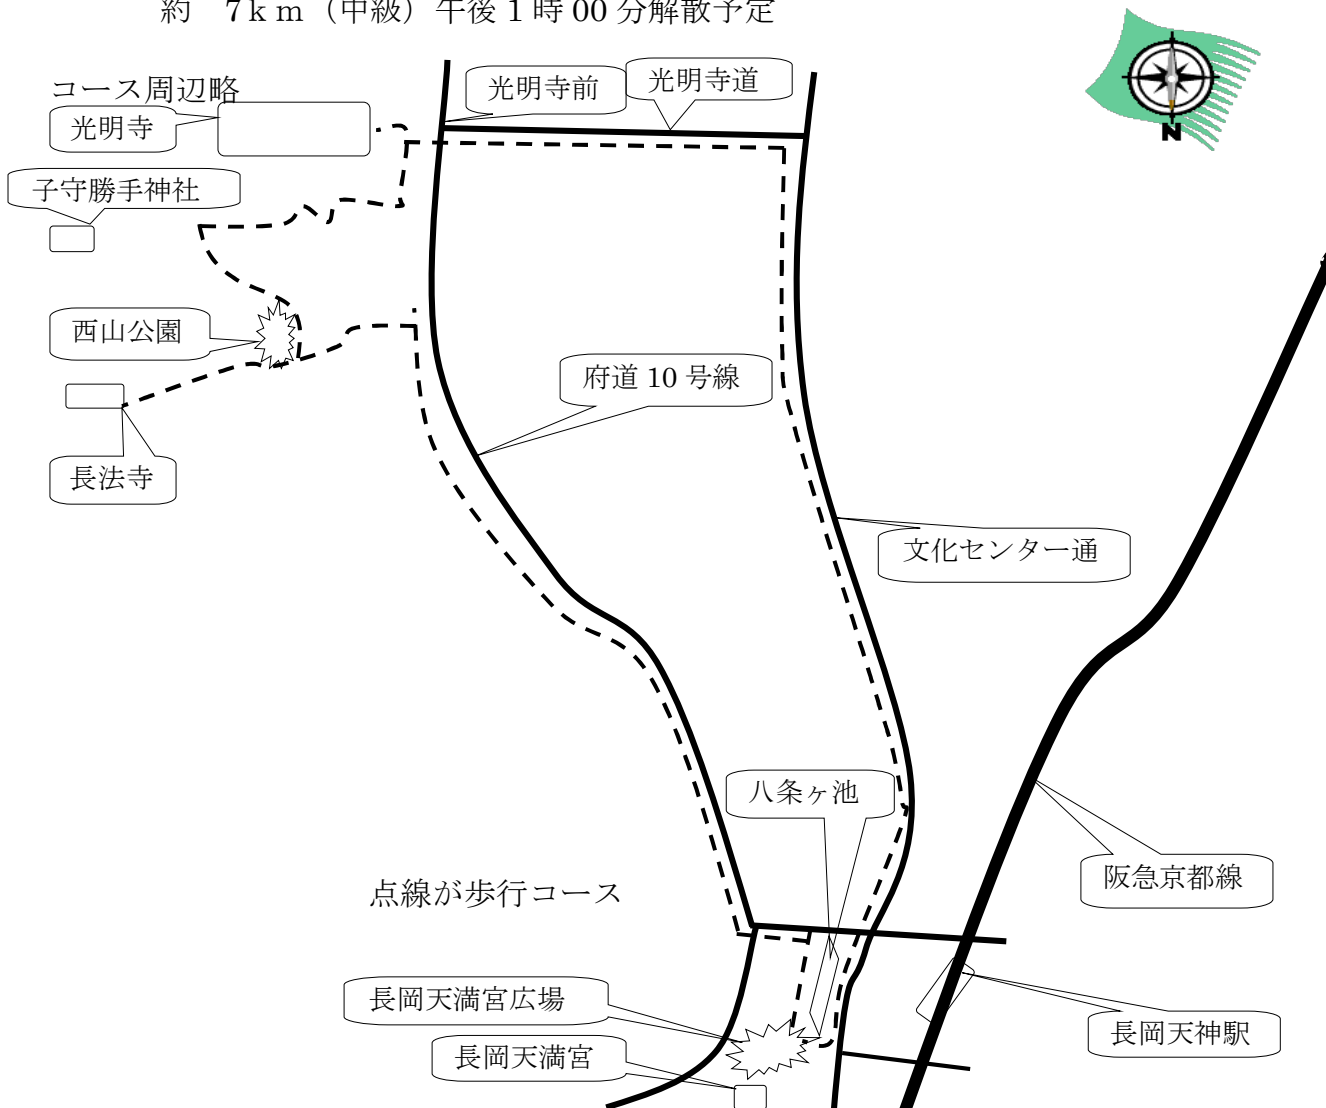 約　7ｋｍ（中級）午後 1 時 00 分解散予定
コース周辺略
光明寺前
光明寺道
光明寺
子守勝手神社
N
西山公園
府道 10 号線
長法寺
文化センター通
八条ヶ池
阪急京都線
点線が歩行コース
長岡天満宮広場
長岡天神駅
長岡天満宮